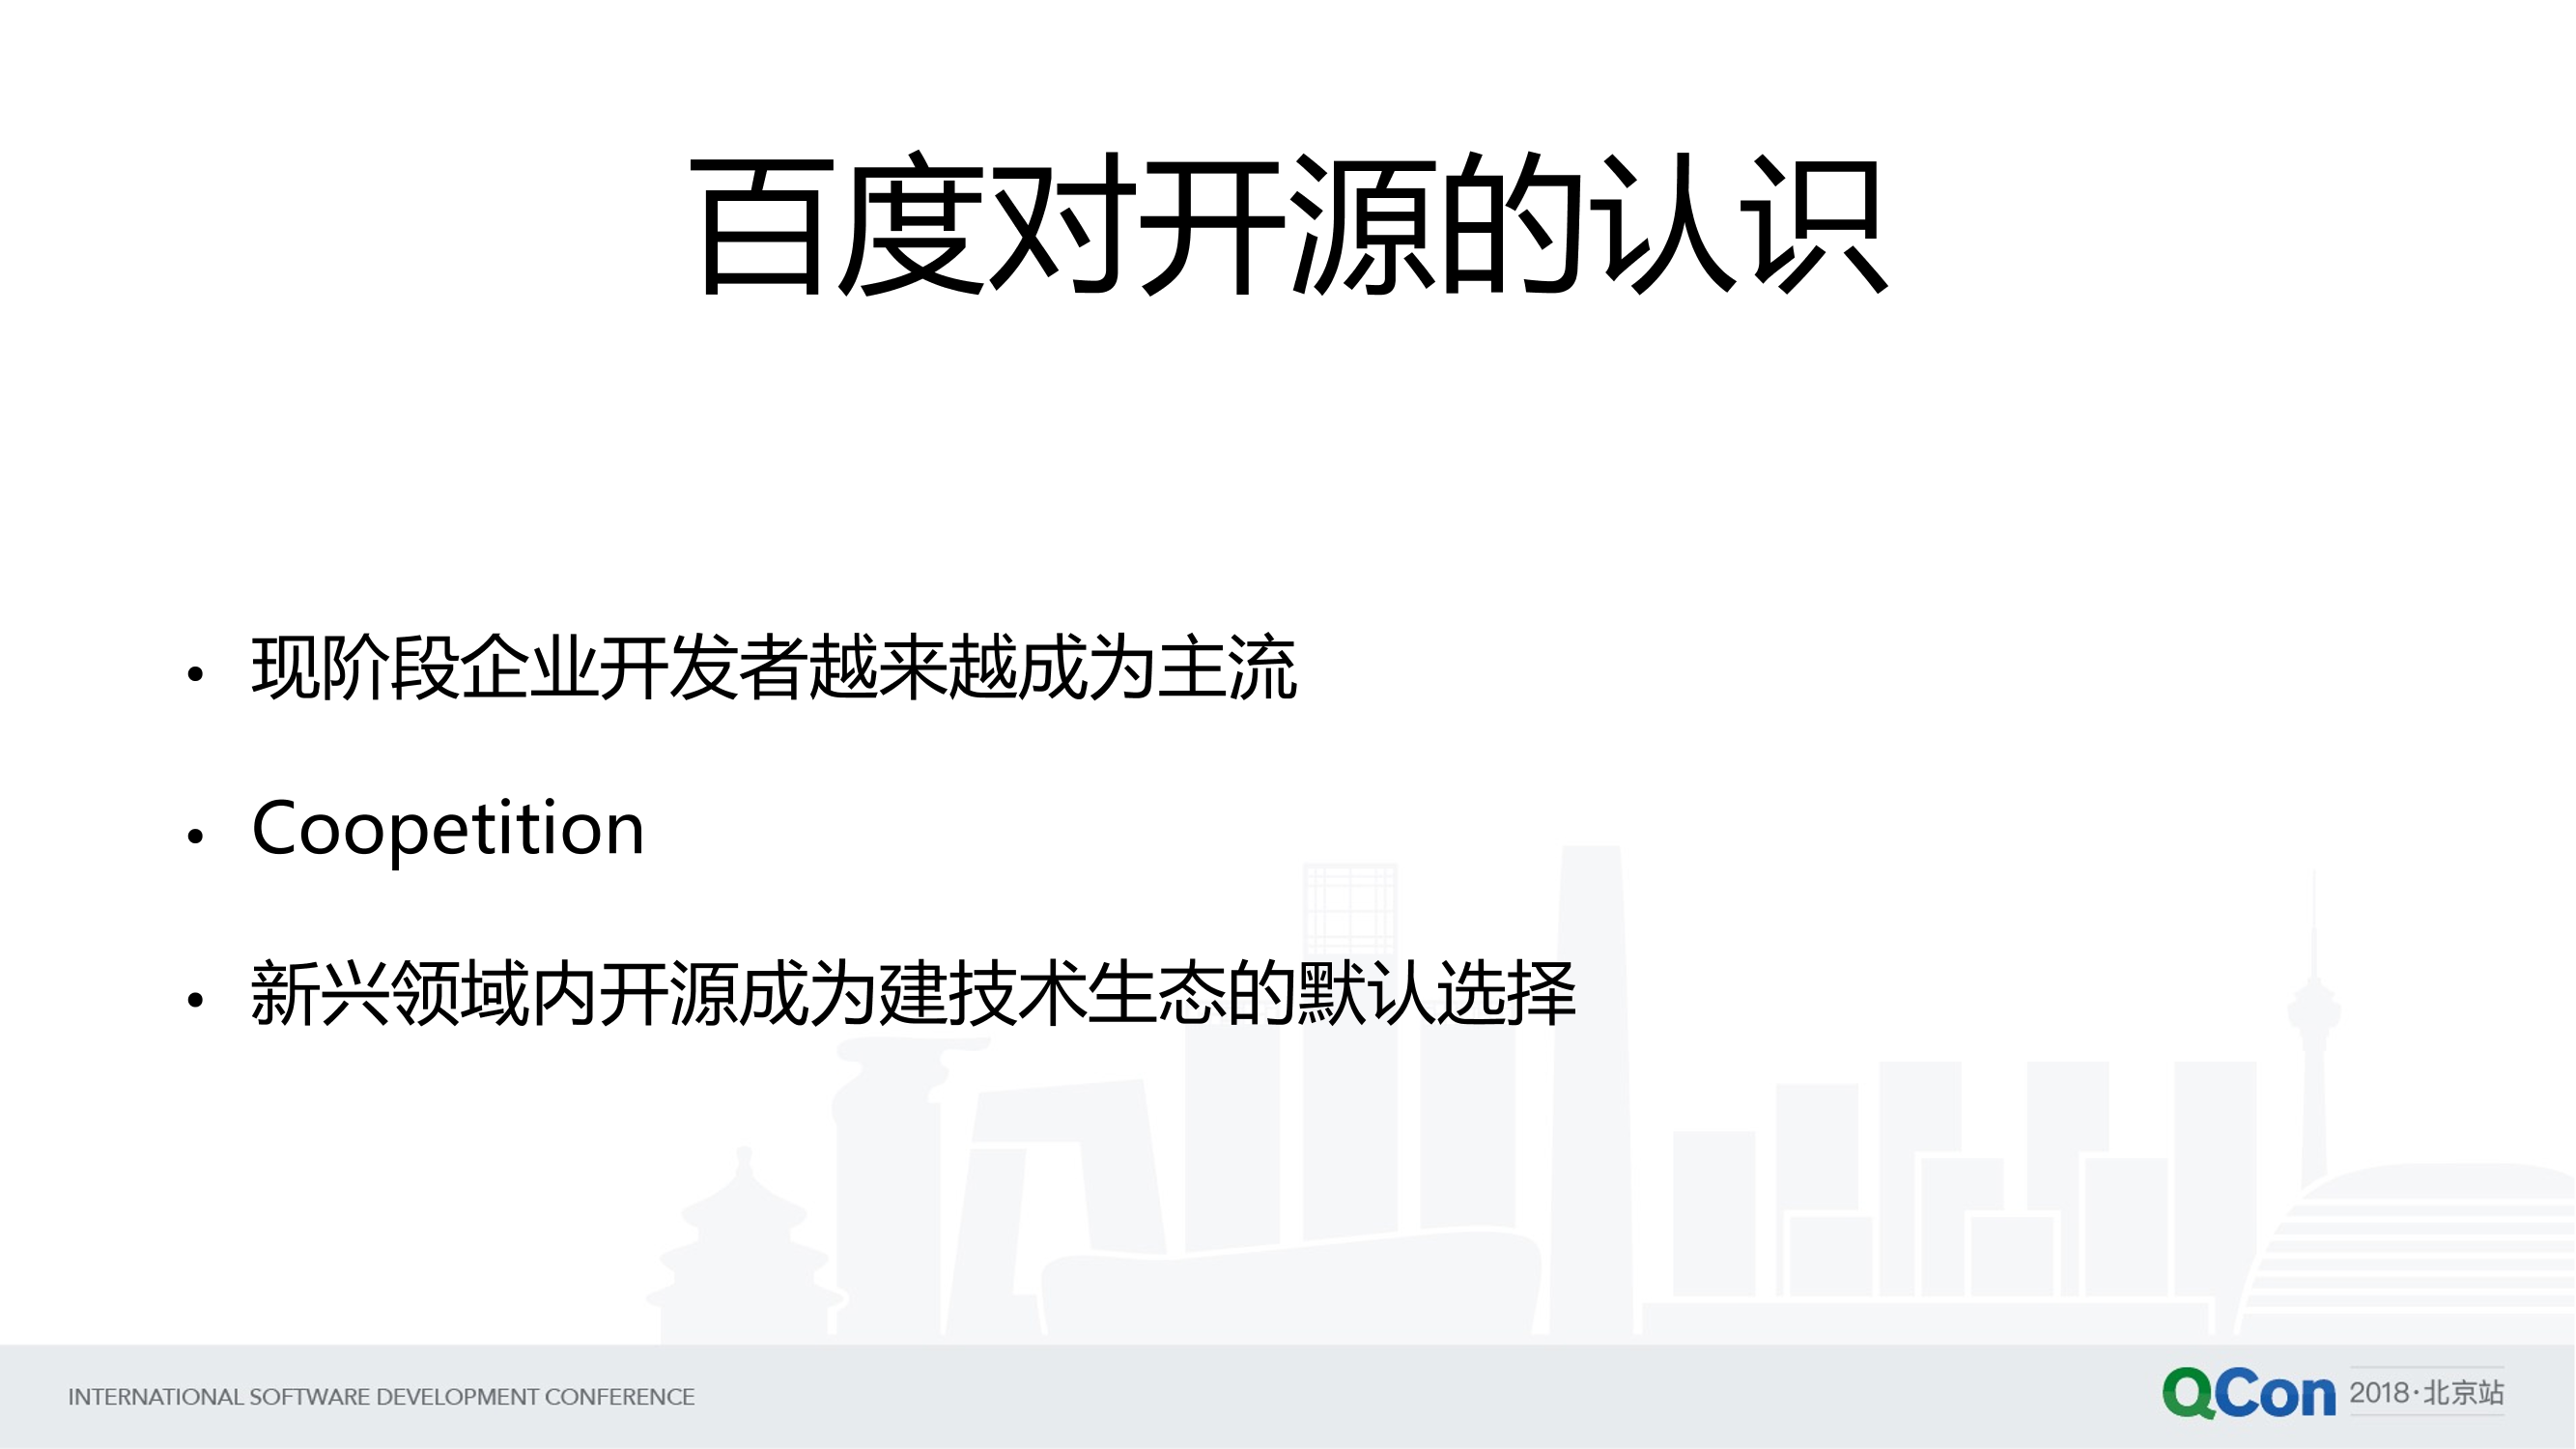 百度对开源的认识
• 现阶段企业开发者越来越成为主流
• Coopetition
• 新兴领域内开源成为建技术生态的默认选择
INTERNATIONAL SOFTWARE DEVELOPMENT CONFERENCE
QCon 2018·北京站